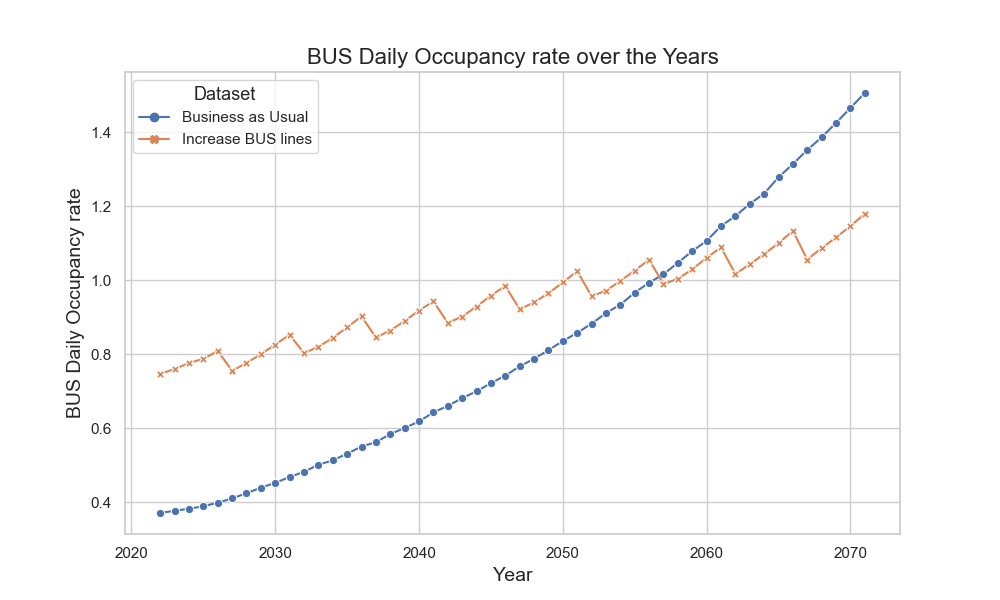 BUS Daily Occupancy rate over the Years
Dataset
Business as Usual
Increase BUS lines
BUS Daily Occupancy rate
1.4
1.2
1.0
0.8
0.6
0.4
2020 2030 2040 2050 2060 2070
Year